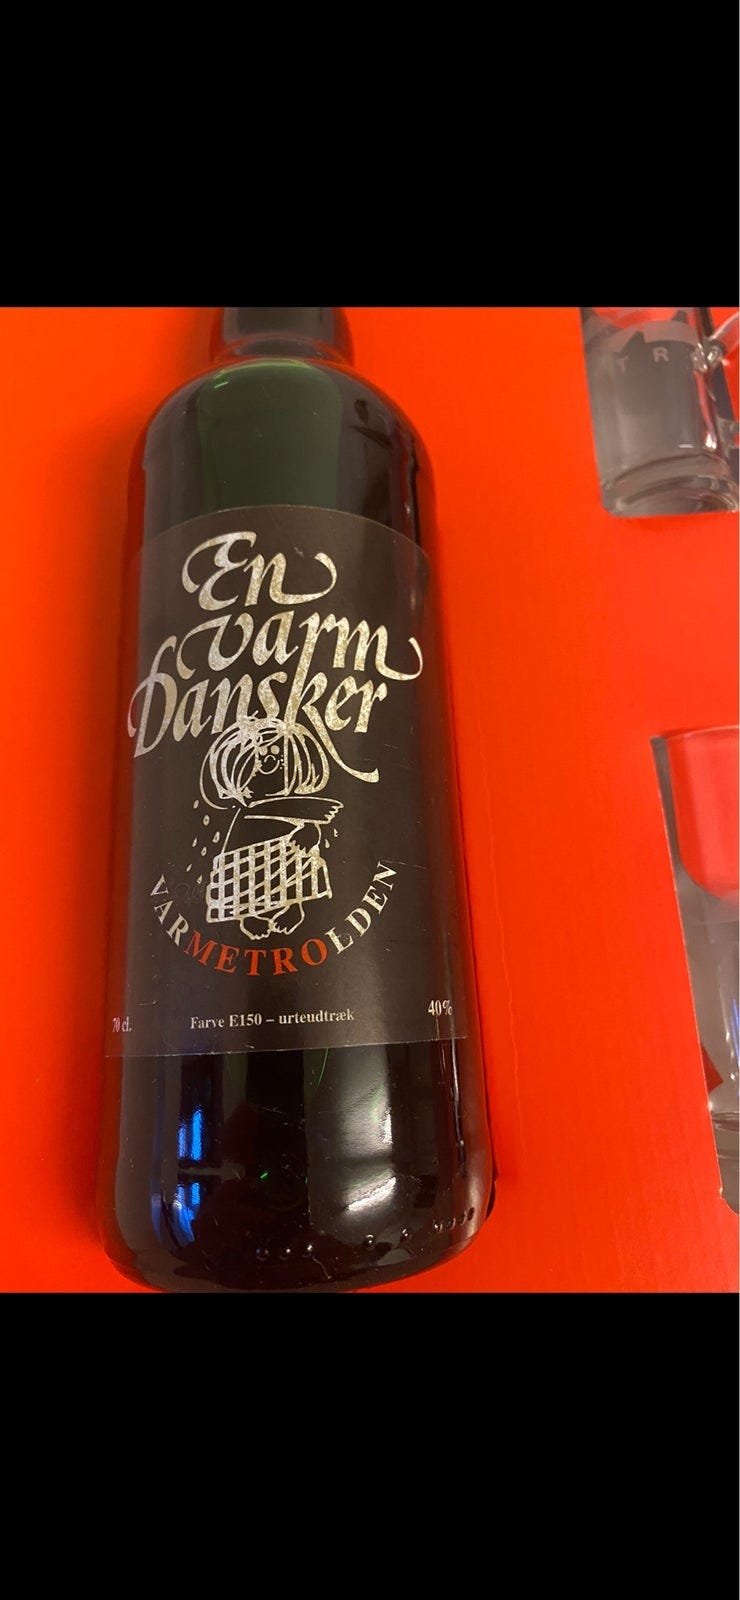 En
varm
Dansker
VARMETROLDEN
70 cl.
Farve E150 – urteudtræk
40%
T R